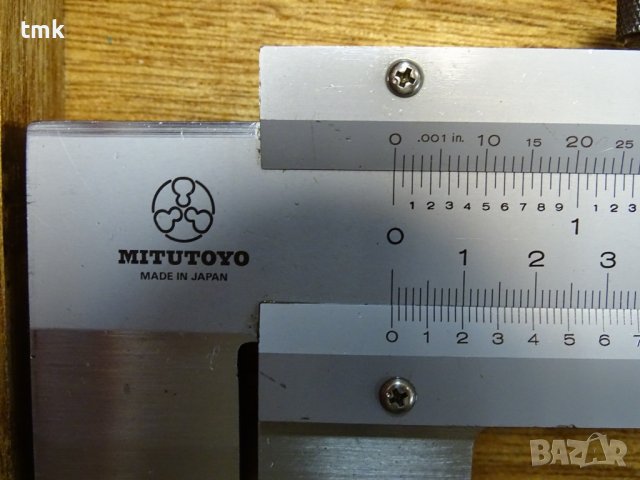 tmk
0 .001 in. 10 15 20 25
1 2 3 4 5 6 7 8 9 1 2 3
0 1
MITUTOYO
MADE IN JAPAN
1 2 3
0 1 2 3 4 5 6 7
BAZAR